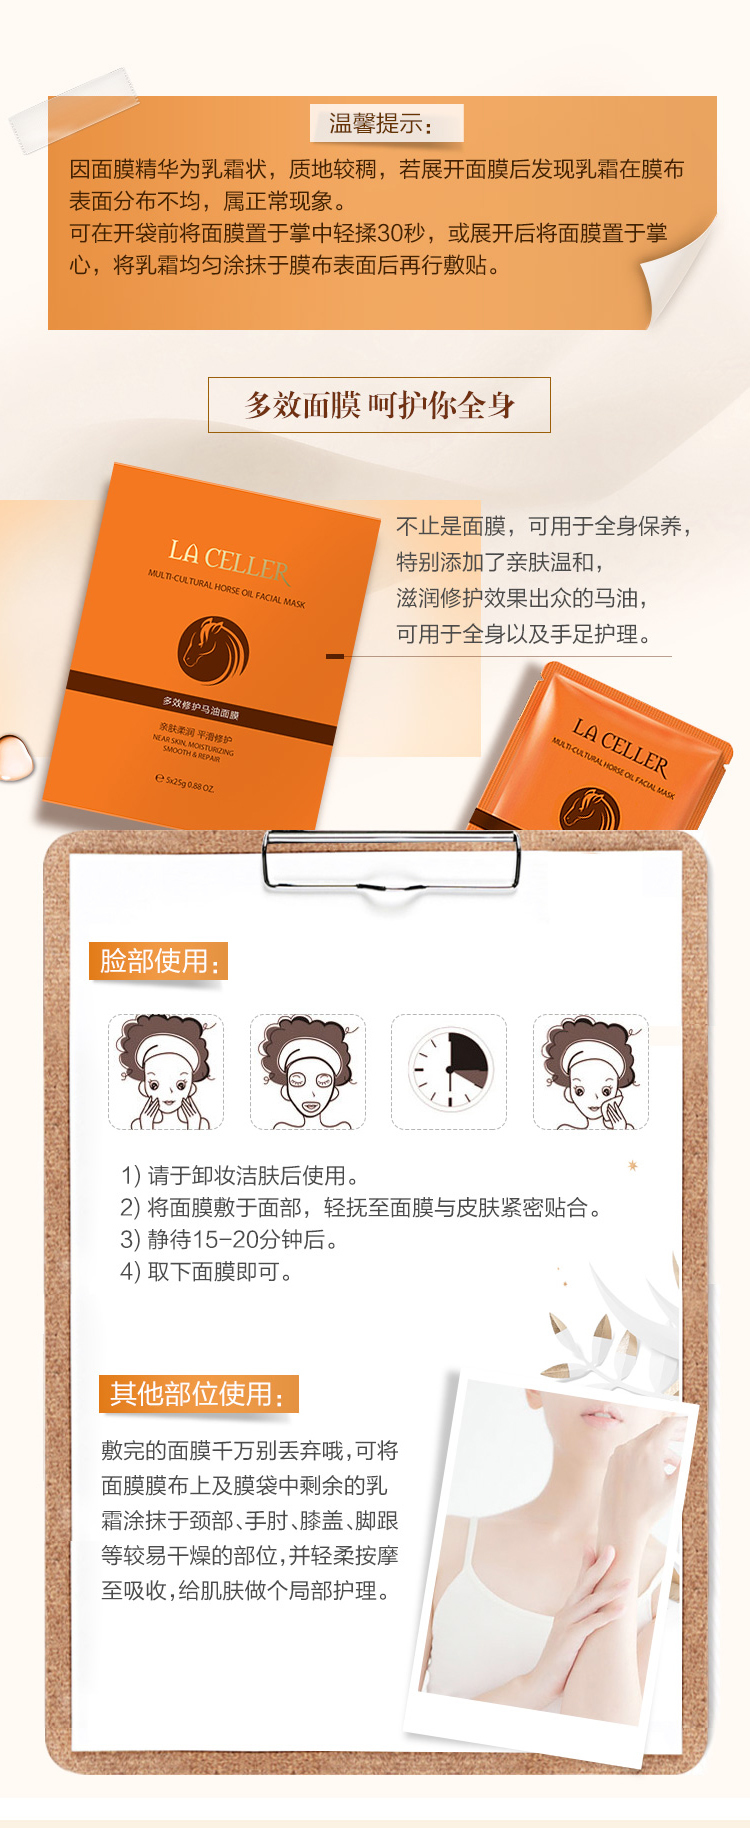 温馨提示：
因面膜精华为乳霜状，质地较稠，若展开面膜后发现乳霜在膜布
表面分布不均，属正常现象。
可在开袋前将面膜置于掌中轻揉30秒，或展开后将面膜置于掌
心，将乳霜均匀涂抹于膜布表面后再行敷贴。
多效面膜 呵护你全身
不止是面膜，可用于全身保养，
特别添加了亲肤温和，
滋润修护效果出众的马油，
可用于全身以及手足护理。
LA CELLER
MULTI-CULTURAL HORSE OIL FACIAL MASK
多效修护马油面膜
亲肤柔润 平滑修护
NEAR SKIN, MOISTURIZING
SMOOTH & REPAIR
℮ 5x25g 0.88 OZ.
LA CELLER
MULTI-CULTURAL HORSE OIL FACIAL MASK
脸部使用：
1) 请于卸妆洁肤后使用。
2) 将面膜敷于面部，轻抚至面膜与皮肤紧密贴合。
3) 静待15-20分钟后。
4) 取下面膜即可。
其他部位使用：
敷完的面膜千万别丢弃哦，可将
面膜膜布上及膜袋中剩余的乳
霜涂抹于颈部、手肘、膝盖、脚跟
等较易干燥的部位，并轻柔按摩
至吸收，给肌肤做个局部护理。